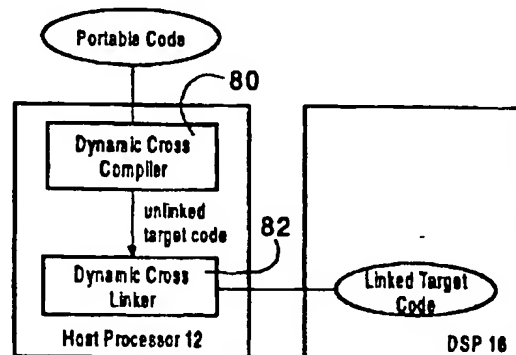 Portable Code
80
Dynamic Cross
Compiler
unlinked
target code
82
Dynamic Cross
Linker
Linked Target
Code
Host Processor 12
DSP 16